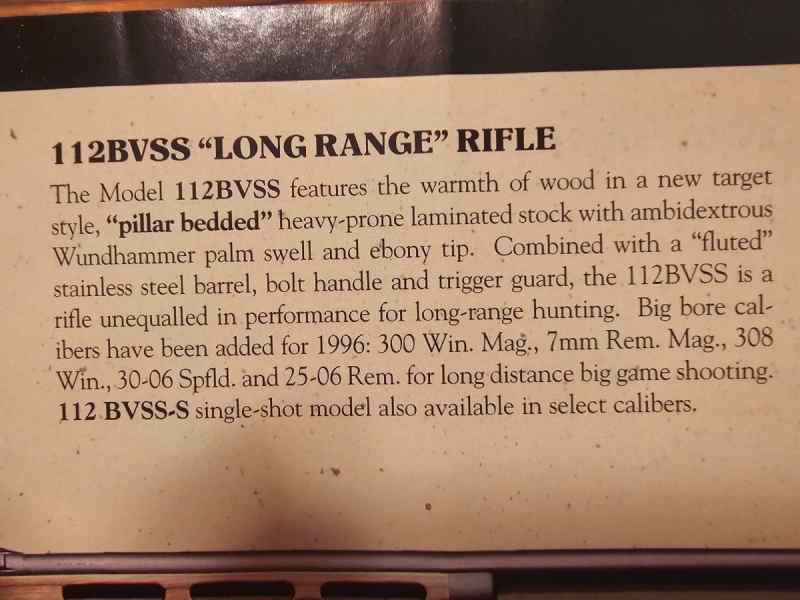 112BVSS “LONG RANGE” RIFLE
The Model 112BVSS features the warmth of wood in a new target
style, “pillar bedded” heavy-prone laminated stock with ambidextrous
Wundhammer palm swell and ebony tip. Combined with a “fluted”
stainless steel barrel, bolt handle and trigger guard, the 112BVSS is a
rifle unequalled in performance for long-range hunting. Big bore cal-
ibers have been added for 1996: 300 Win. Mag., 7mm Rem. Mag., 308
Win., 30-06 Spfld. and 25-06 Rem. for long distance big game shooting.
112 BVSS-S single-shot model also available in select calibers.